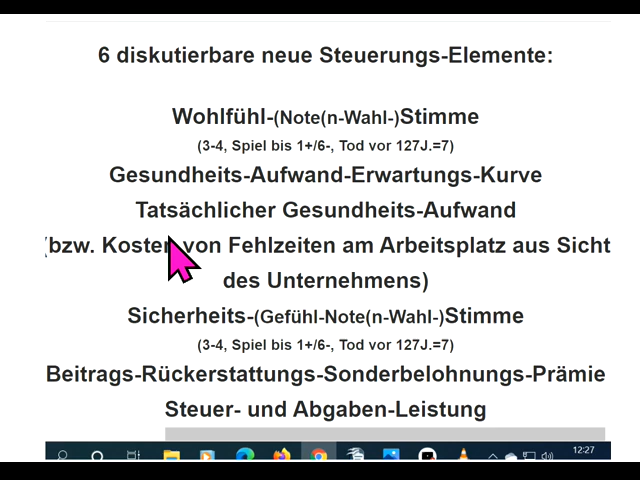 6 diskutierbare neue Steuerungs-Elemente:
Wohlfühl-(Note(n-Wahl-)Stimme
(3-4, Spiel bis 1+/6-, Tod vor 127J.=7)
Gesundheits-Aufwand-Erwartungs-Kurve
Tatsächlicher Gesundheits-Aufwand
(bzw. Kosten von Fehlzeiten am Arbeitsplatz aus Sicht
des Unternehmens)
Sicherheits-(Gefühl-Note(n-Wahl-)Stimme
(3-4, Spiel bis 1+/6-, Tod vor 127J.=7)
Beitrags-Rückerstattungs-Sonderbelohnungs-Prämie
Steuer- und Abgaben-Leistung
12:27